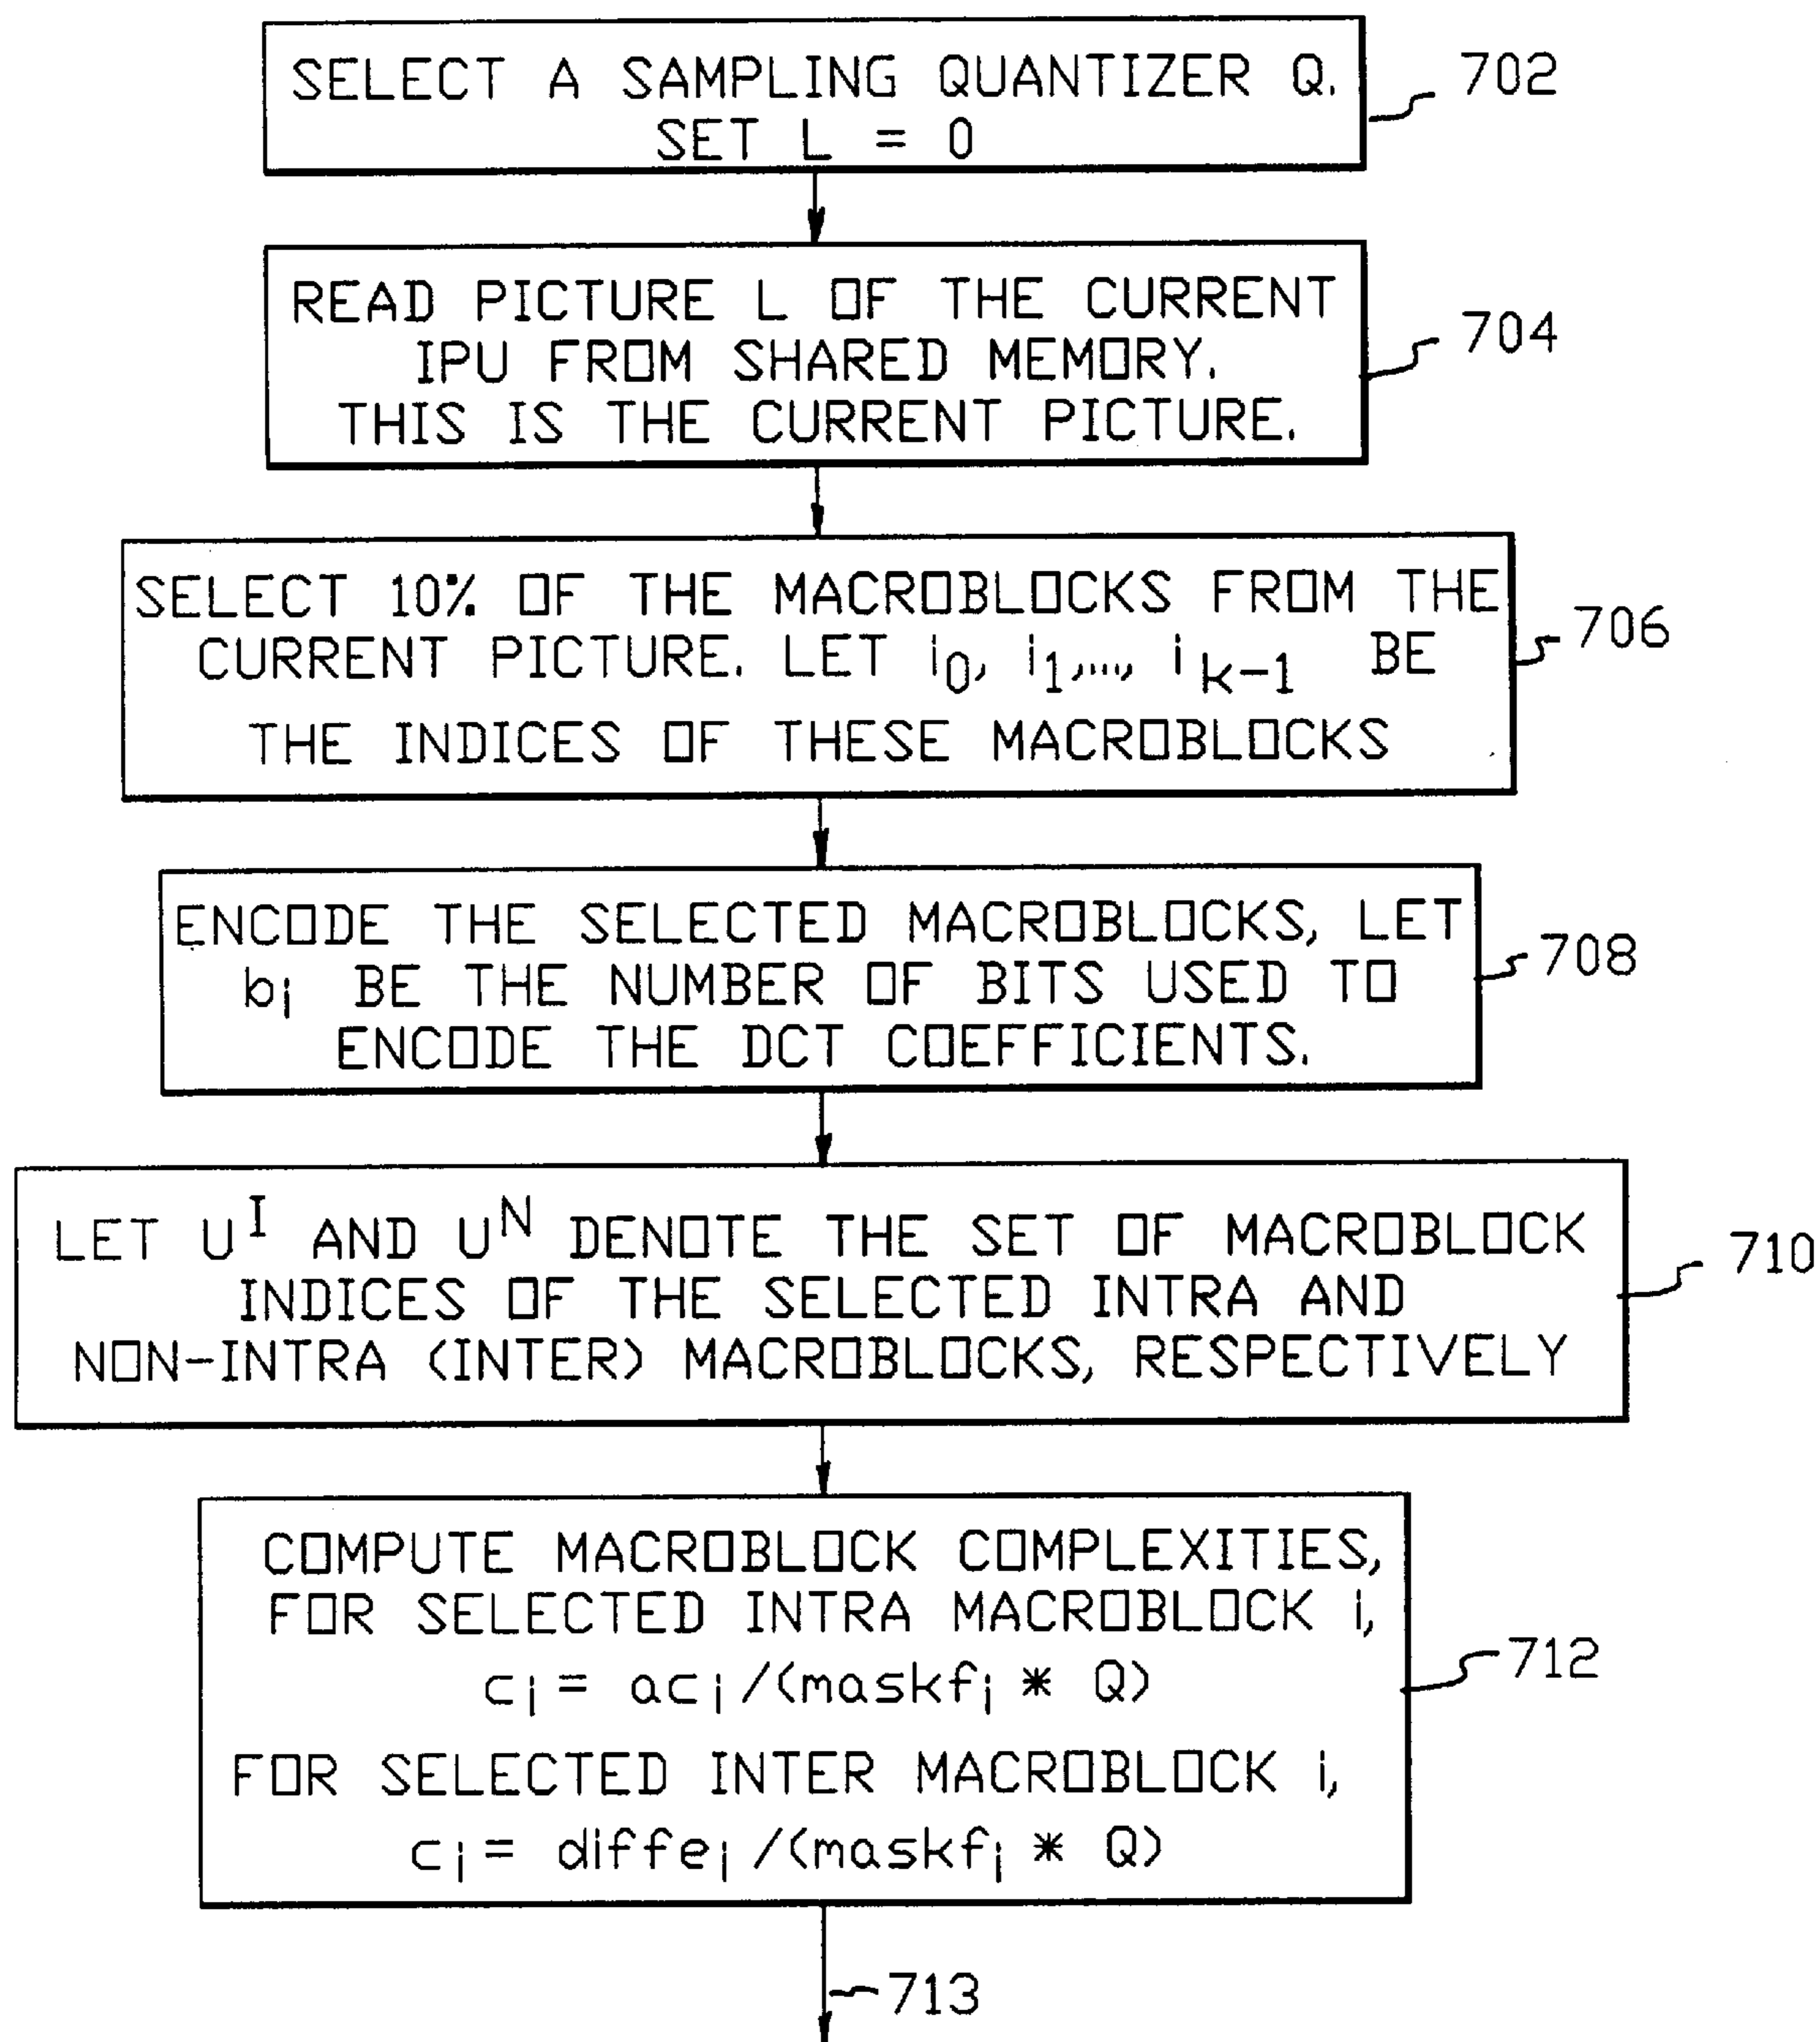 SELECT A SAMPLING QUANTIZER Q.
SET L = 0
702
READ PICTURE L OF THE CURRENT
IPU FROM SHARED MEMORY.
THIS IS THE CURRENT PICTURE.
704
SELECT 10% OF THE MACROBLOCKS FROM THE
CURRENT PICTURE. LET i₀, i₁,..., i k-1 BE
THE INDICES OF THESE MACROBLOCKS
706
ENCODE THE SELECTED MACROBLOCKS, LET
bᵢ BE THE NUMBER OF BITS USED TO
ENCODE THE DCT COEFFICIENTS.
708
LET Uᴵ AND Uᴺ DENOTE THE SET OF MACROBLOCK
INDICES OF THE SELECTED INTRA AND
NON-INTRA (INTER) MACROBLOCKS, RESPECTIVELY
710
COMPUTE MACROBLOCK COMPLEXITIES,
FOR SELECTED INTRA MACROBLOCK i,
cᵢ = acᵢ /(maskfᵢ * Q)
FOR SELECTED INTER MACROBLOCK i,
cᵢ = diffeᵢ /(maskfᵢ * Q)
712
713